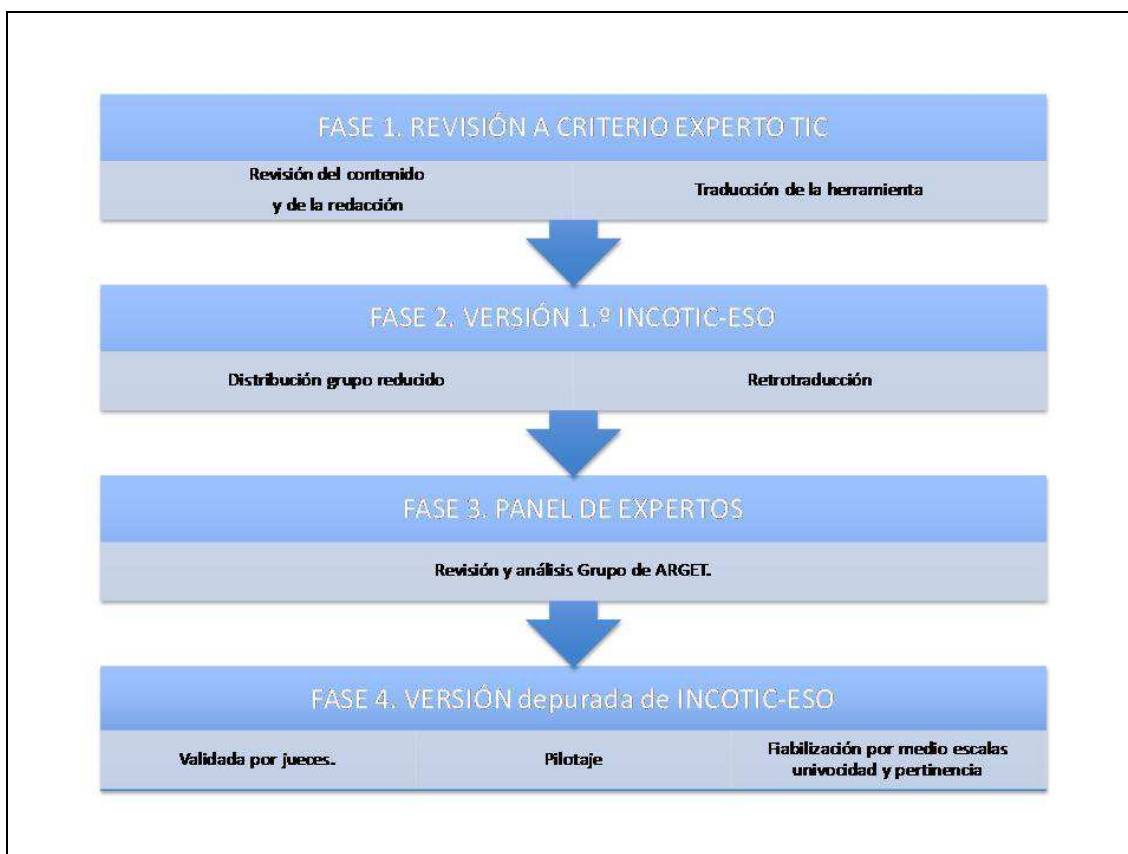 FASE 1. REVISIÓN A CRITERIO EXPERTO TIC
Revisión del contenido
y de la redacción
Traducción de la herramienta
FASE 2. VERSIÓN 1.º INCOTIC-ESO
Distribución grupo reducido
Retrotraducción
FASE 3. PANEL DE EXPERTOS
Revisión y análisis Grupo de ARGET.
FASE 4. VERSIÓN depurada de INCOTIC-ESO
Validada por jueces.
Pilotaje
Fiabilización por medio escalas
univocidad y pertinencia